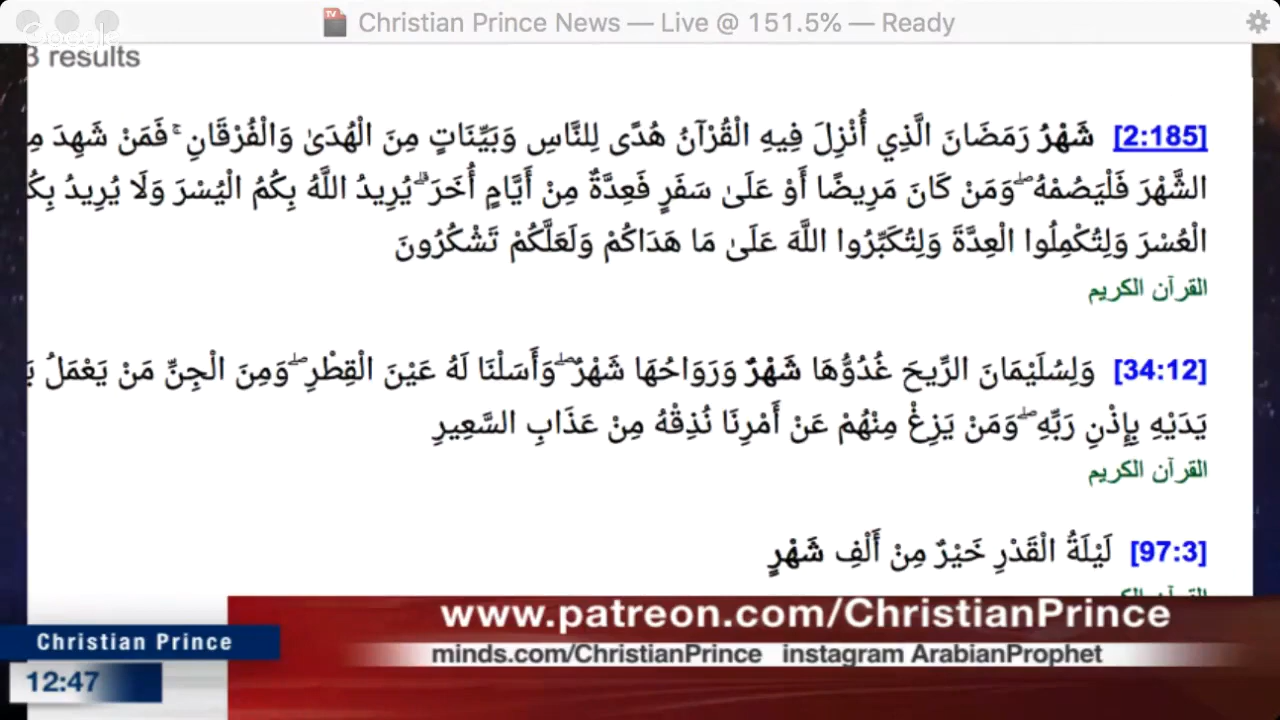 Christian Prince News — Live @ 151.5% — Ready
Google
3 results
[2:185] شَهْرُ رَمَضَانَ الَّذِي أُنْزِلَ فِيهِ الْقُرْآنُ هُدًى لِلنَّاسِ وَبَيِّنَاتٍ مِنَ الْهُدَىٰ وَالْفُرْقَانِ ۚ فَمَنْ شَهِدَ
الشَّهْرَ فَلْيَصُمْهُ ۖ وَمَنْ كَانَ مَرِيضًا أَوْ عَلَىٰ سَفَرٍ فَعِدَّةٌ مِنْ أَيَّامٍ أُخَرَ ۗ يُرِيدُ اللَّهُ بِكُمُ الْيُسْرَ وَلَا يُرِيدُ
الْعُسْرَ وَلِتُكْمِلُوا الْعِدَّةَ وَلِتُكَبِّرُوا اللَّهَ عَلَىٰ مَا هَدَاكُمْ وَلَعَلَّكُمْ تَشْكُرُونَ
القرآن الكريم
[34:12] وَلِسُلَيْمَانَ الرِّيحَ غُدُوُّهَا شَهْرٌ وَرَوَاحُهَا شَهْرٌ ۖ وَأَسَلْنَا لَهُ عَيْنَ الْقِطْرِ ۖ وَمِنَ الْجِنِّ مَنْ يَعْمَلُ
يَدَيْهِ بِإِذْنِ رَبِّهِ ۖ وَمَنْ يَزِغْ مِنْهُمْ عَنْ أَمْرِنَا نُذِقْهُ مِنْ عَذَابِ السَّعِيرِ
القرآن الكريم
[97:3] لَيْلَةُ الْقَدْرِ خَيْرٌ مِنْ أَلْفِ شَهْرٍ
www.patreon.com/ChristianPrince
Christian Prince
minds.com/ChristianPrince instagram ArabianProphet
12:47